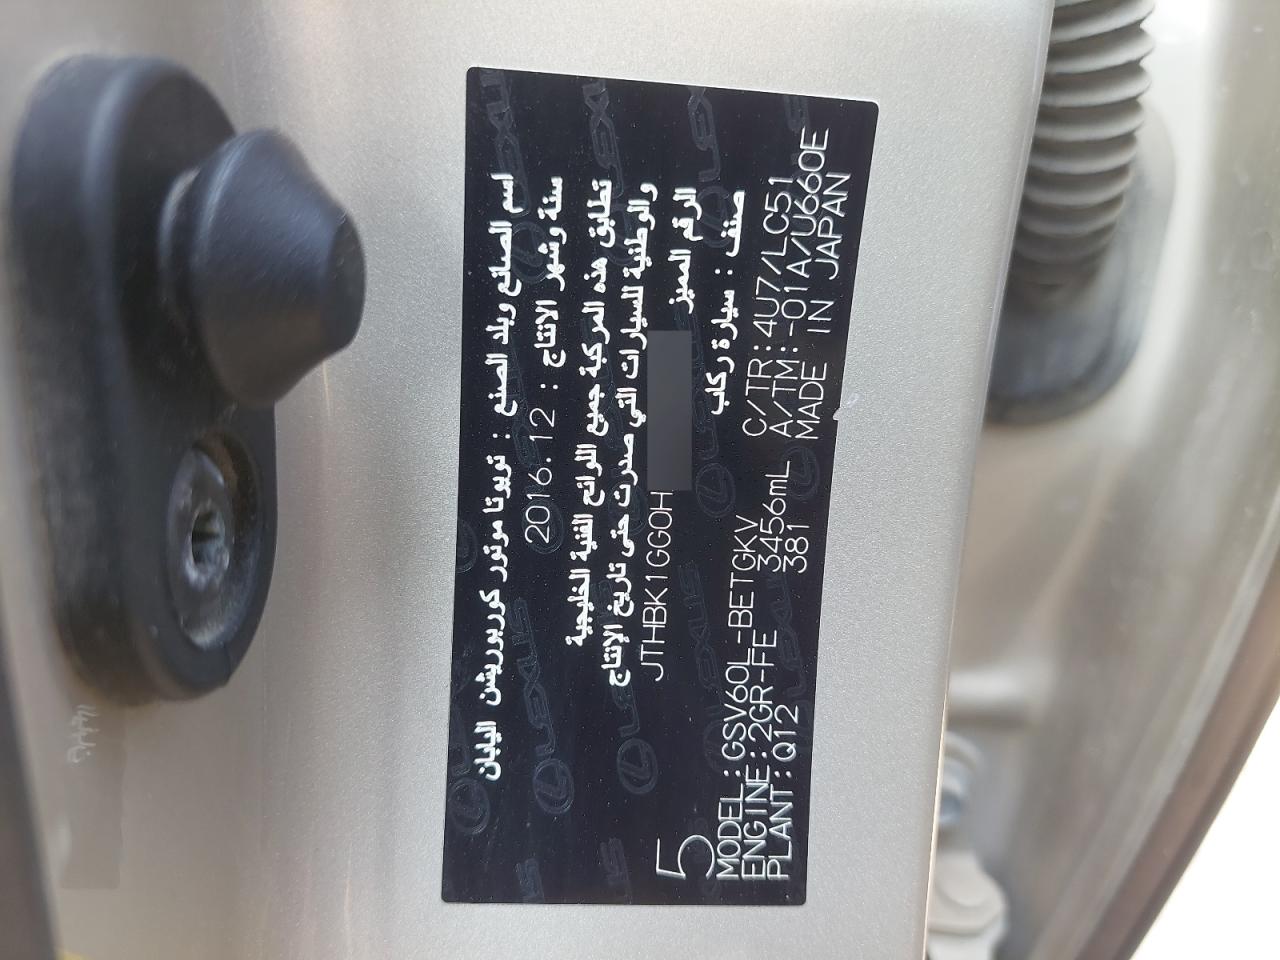 اسم الصانع وبلد الصنع : تويوتا موتور كوربوريشن اليابان
سنة وشهر الانتاج : 2016.12
تطابق هذه المركبة جميع اللوائح الفنية الخليجية
والوطنية للسيارات التي صدرت حتى تاريخ الإنتاج
الرقم المميز JTHBK1GG0H
صنف : سيارة ركاب
5
MODEL:GSV60L-BETGKV C/TR:4U7/LC51
ENGINE:2GR-FE 3456mL A/TM:-01A/U660E
PLANT:Q12 381 MADE IN JAPAN
LEXUS